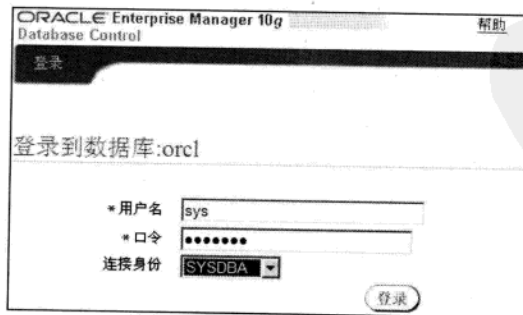 ORACLE Enterprise Manager 10g
Database Control
帮助
登录
登录到数据库:orcl
*用户名 sys
*口令 •••••••
连接身份 SYSDBA
登录